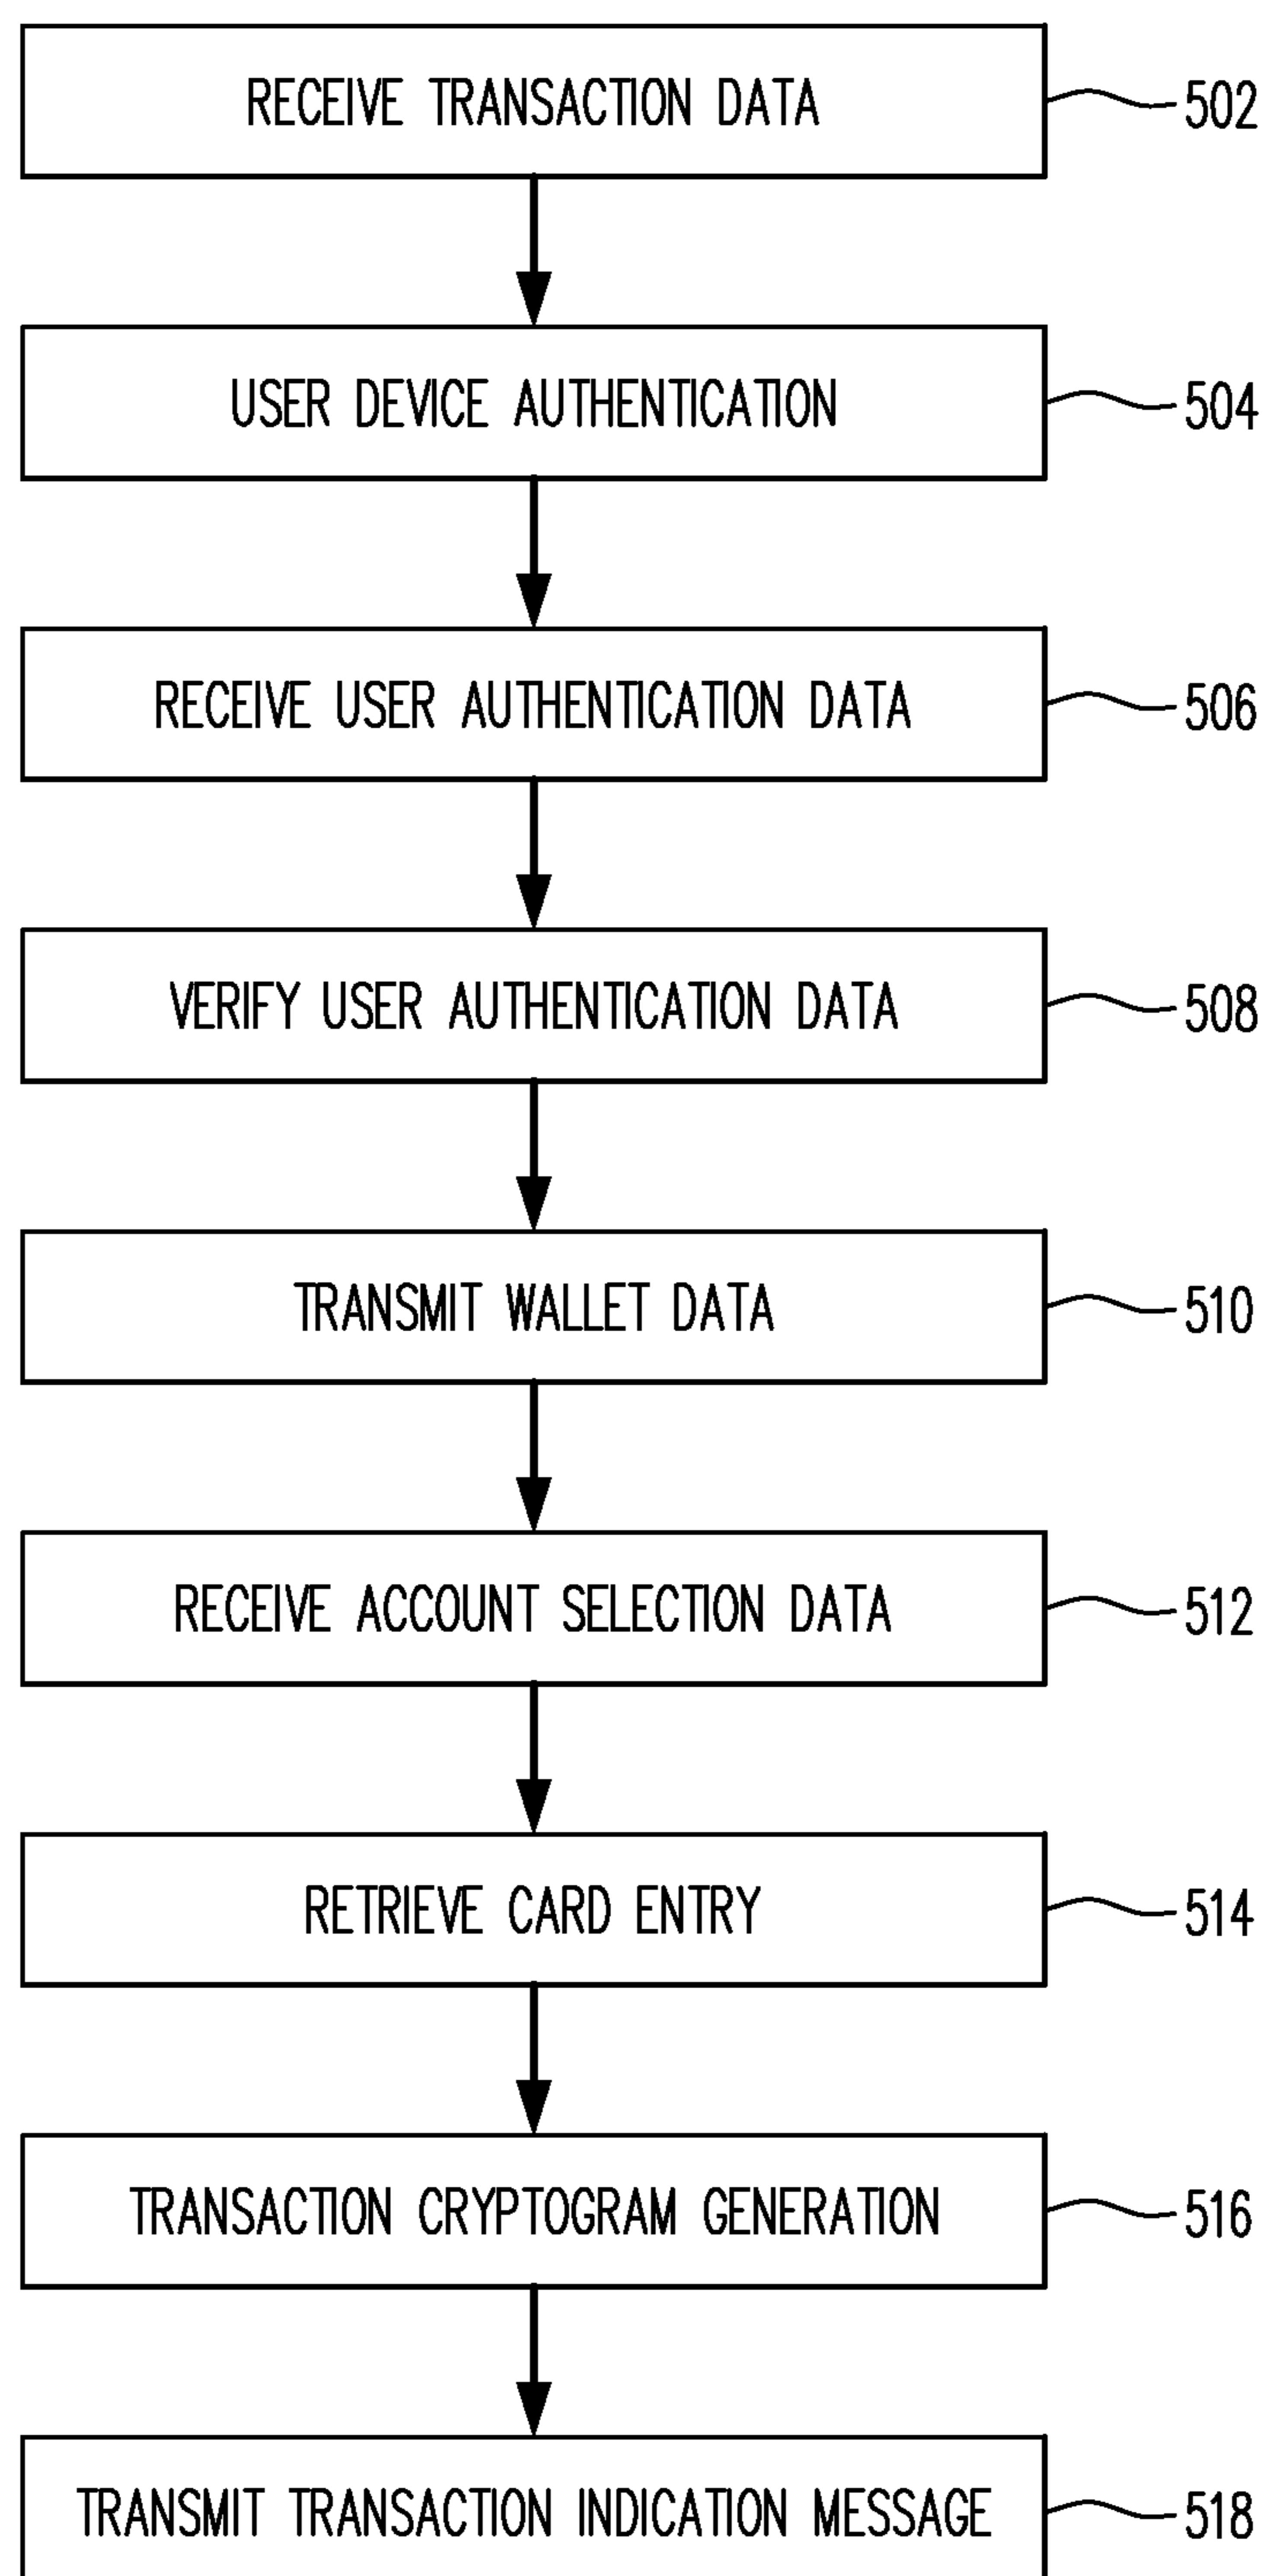 RECEIVE TRANSACTION DATA 502
USER DEVICE AUTHENTICATION 504
RECEIVE USER AUTHENTICATION DATA 506
VERIFY USER AUTHENTICATION DATA 508
TRANSMIT WALLET DATA 510
RECEIVE ACCOUNT SELECTION DATA 512
RETRIEVE CARD ENTRY 514
TRANSACTION CRYPTOGRAM GENERATION 516
TRANSMIT TRANSACTION INDICATION MESSAGE 518